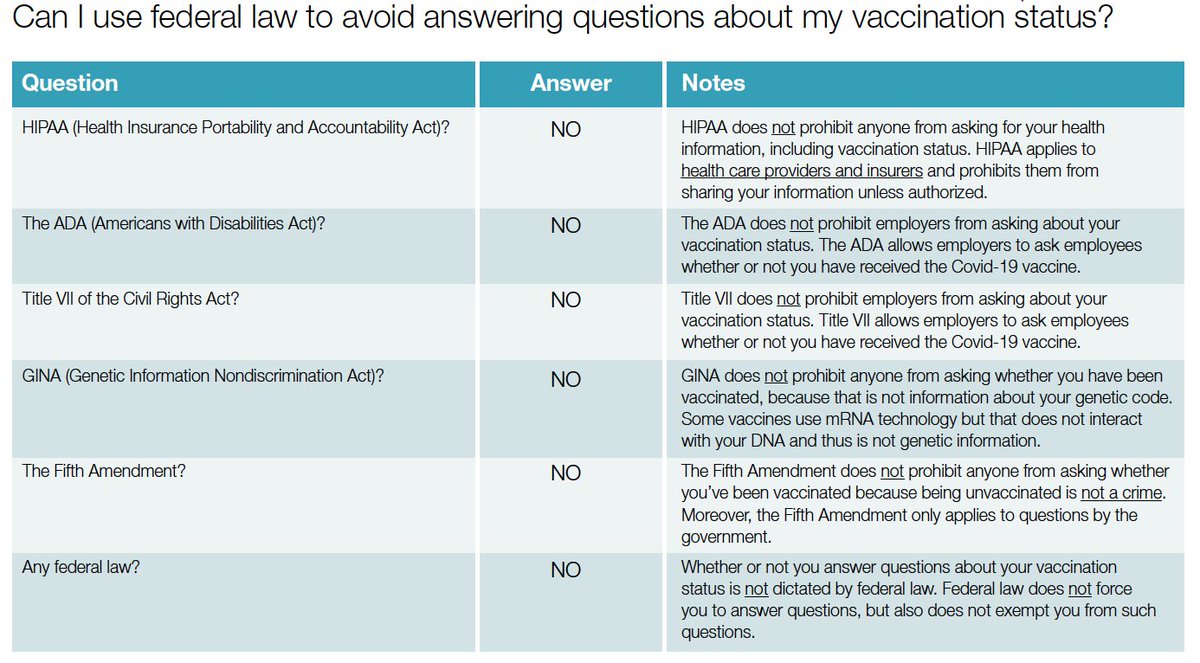 Can I use federal law to avoid answering questions about my vaccination status?
Question Answer Notes
HIPAA (Health Insurance Portability and Accountability Act)?
NO
HIPAA does not prohibit anyone from asking for your health
information, including vaccination status. HIPAA applies to
health care providers and insurers and prohibits them from
sharing your information unless authorized.
The ADA (Americans with Disabilities Act)?
NO
The ADA does not prohibit employers from asking about your
vaccination status. The ADA allows employers to ask employees
whether or not you have received the Covid-19 vaccine.
Title VII of the Civil Rights Act?
NO
Title VII does not prohibit employers from asking about your
vaccination status. Title VII allows employers to ask employees
whether or not you have received the Covid-19 vaccine.
GINA (Genetic Information Nondiscrimination Act)?
NO
GINA does not prohibit anyone from asking whether you have been
vaccinated, because that is not information about your genetic code.
Some vaccines use mRNA technology but that does not interact
with your DNA and thus is not genetic information.
The Fifth Amendment?
NO
The Fifth Amendment does not prohibit anyone from asking whether
you've been vaccinated because being unvaccinated is not a crime.
Moreover, the Fifth Amendment only applies to questions by the
government.
Any federal law?
NO
Whether or not you answer questions about your vaccination
status is not dictated by federal law. Federal law does not force
you to answer questions, but also does not exempt you from such
questions.